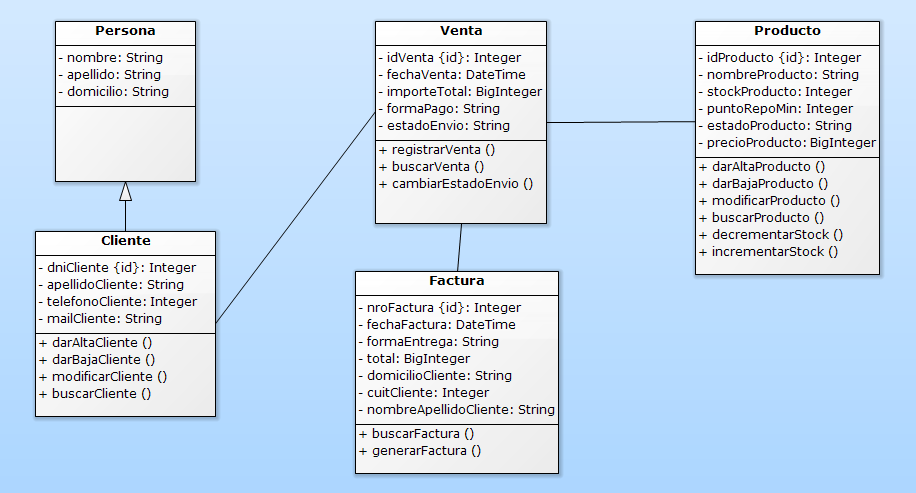 Persona
- nombre: String
- apellido: String
- domicilio: String
Cliente
- dniCliente {id}: Integer
- apellidoCliente: String
- telefonoCliente: Integer
- mailCliente: String
+ darAltaCliente ()
+ darBajaCliente ()
+ modificarCliente ()
+ buscarCliente ()
Venta
- idVenta {id}: Integer
- fechaVenta: DateTime
- importeTotal: BigInteger
- formaPago: String
- estadoEnvio: String
+ registrarVenta ()
+ buscarVenta ()
+ cambiarEstadoEnvio ()
Factura
- nroFactura {id}: Integer
- fechaFactura: DateTime
- formaEntrega: String
- total: BigInteger
- domicilioCliente: String
- cuitCliente: Integer
- nombreApellidoCliente: String
+ buscarFactura ()
+ generarFactura ()
Producto
- idProducto {id}: Integer
- nombreProducto: String
- stockProducto: Integer
- puntoRepoMin: Integer
- estadoProducto: String
- precioProducto: BigInteger
+ darAltaProducto ()
+ darBajaProducto ()
+ modificarProducto ()
+ buscarProducto ()
+ decrementarStock ()
+ incrementarStock ()